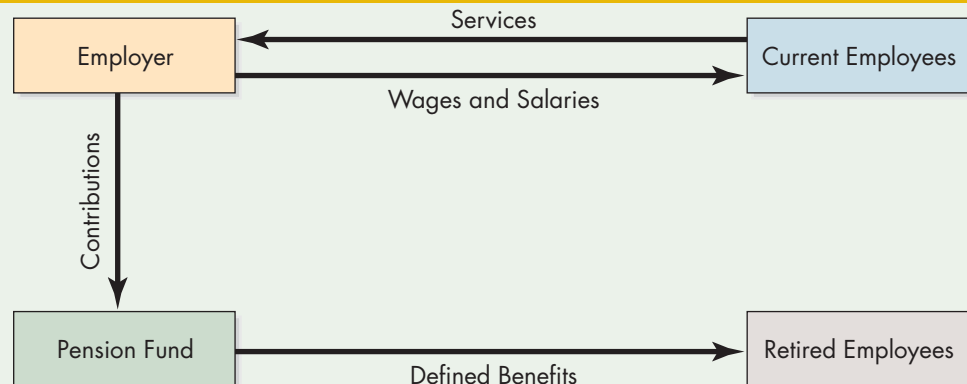 Services
Employer
Current Employees
Wages and Salaries
Contributions
Pension Fund
Retired Employees
Defined Benefits